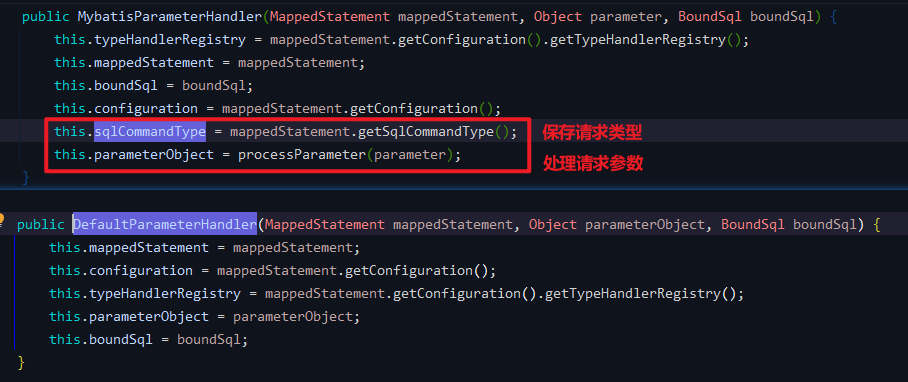 public MybatisParameterHandler(MappedStatement mappedStatement, Object parameter, BoundSql boundSql) {
this.typeHandlerRegistry = mappedStatement.getConfiguration().getTypeHandlerRegistry();
this.mappedStatement = mappedStatement;
this.boundSql = boundSql;
this.configuration = mappedStatement.getConfiguration();
this.sqlCommandType = mappedStatement.getSqlCommandType(); 保存请求类型
this.parameterObject = processParameter(parameter); 处理请求参数
}
public DefaultParameterHandler(MappedStatement mappedStatement, Object parameterObject, BoundSql boundSql) {
this.mappedStatement = mappedStatement;
this.configuration = mappedStatement.getConfiguration();
this.typeHandlerRegistry = mappedStatement.getConfiguration().getTypeHandlerRegistry();
this.parameterObject = parameterObject;
this.boundSql = boundSql;
}